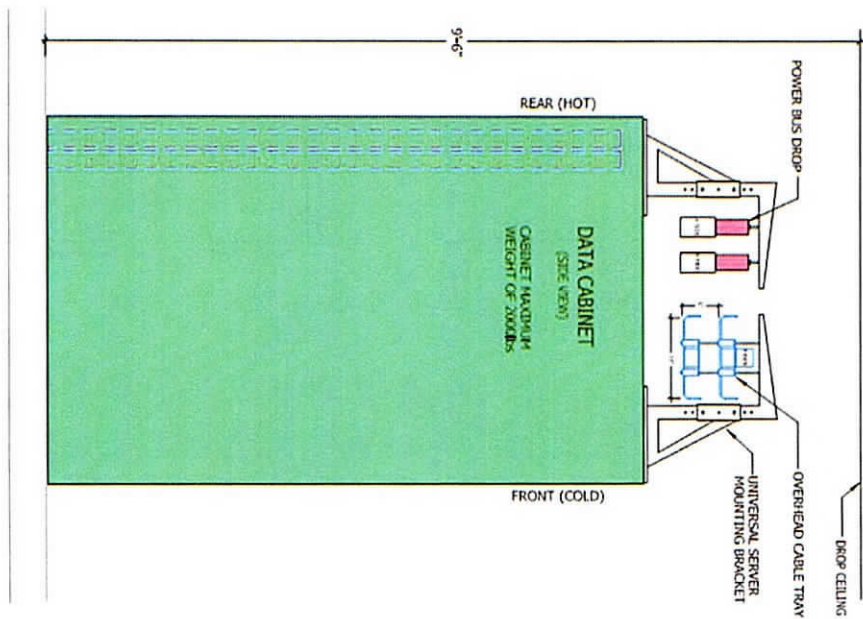 9'-6"
REAR (HOT)
POWER BUS DROP
DATA CABINET
(SIDE VIEW)
CABINET MAXIMUM
WEIGHT OF 2000lbs
FRONT (COLD)
UNIVERSAL SERVER
MOUNTING BRACKET
OVERHEAD CABLE TRAY
DROP CEILING